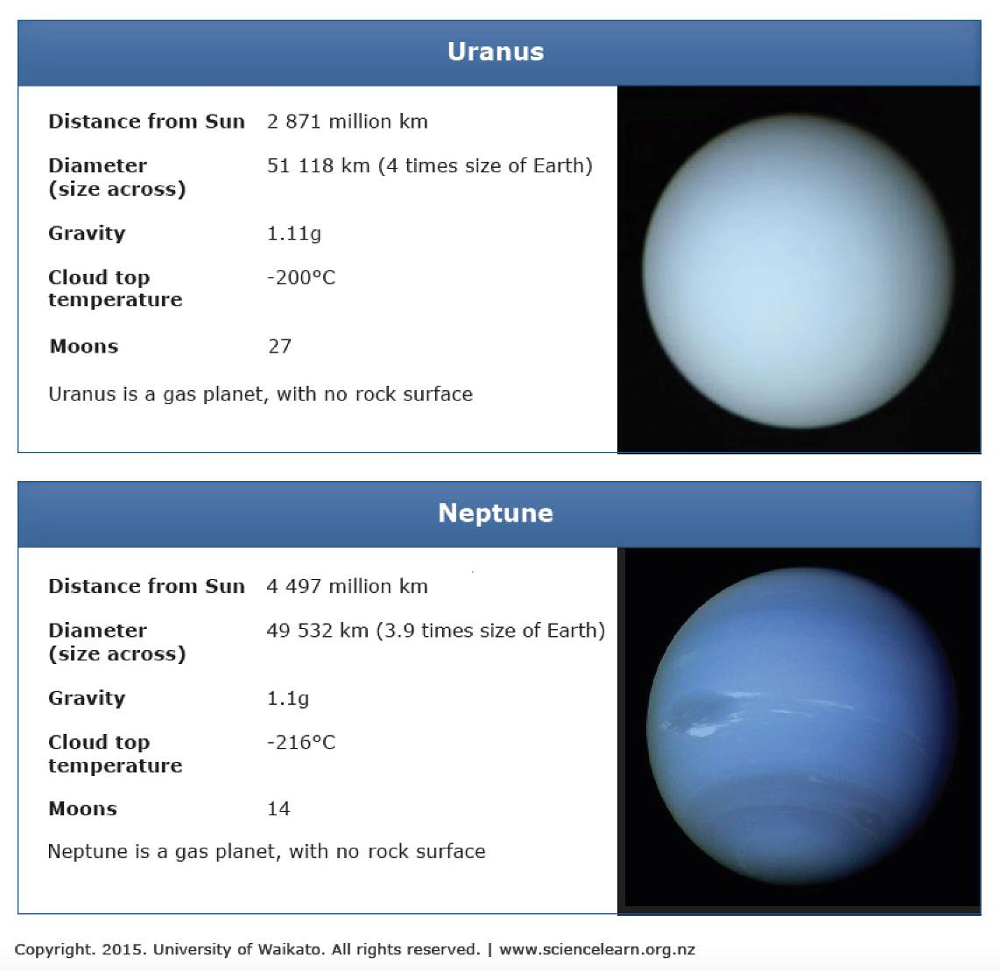 Uranus
Distance from Sun 2 871 million km
Diameter 51 118 km (4 times size of Earth)
(size across)
Gravity 1.11g
Cloud top -200°C
temperature
Moons 27
Uranus is a gas planet, with no rock surface
Neptune
Distance from Sun 4 497 million km
Diameter 49 532 km (3.9 times size of Earth)
(size across)
Gravity 1.1g
Cloud top -216°C
temperature
Moons 14
Neptune is a gas planet, with no rock surface
Copyright. 2015. University of Waikato. All rights reserved. | www.sciencelearn.org.nz